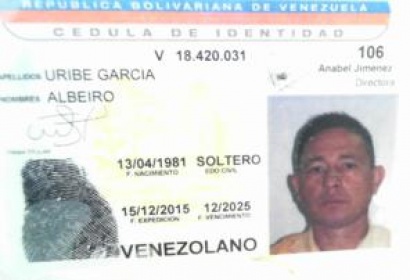 REPUBLICA BOLIVARIANA DE VENEZUELA
CEDULA DE IDENTIDAD
V 18.420.031
106
Anabel Jimenez
Directora
APELLIDOS URIBE GARCIA
NOMBRES ALBEIRO
13/04/1981 SOLTERO
F. NACIMIENTO EDO CIVIL
15/12/2015 12/2025
F. EXPEDICION F. VENCIMIENTO
VENEZOLANO